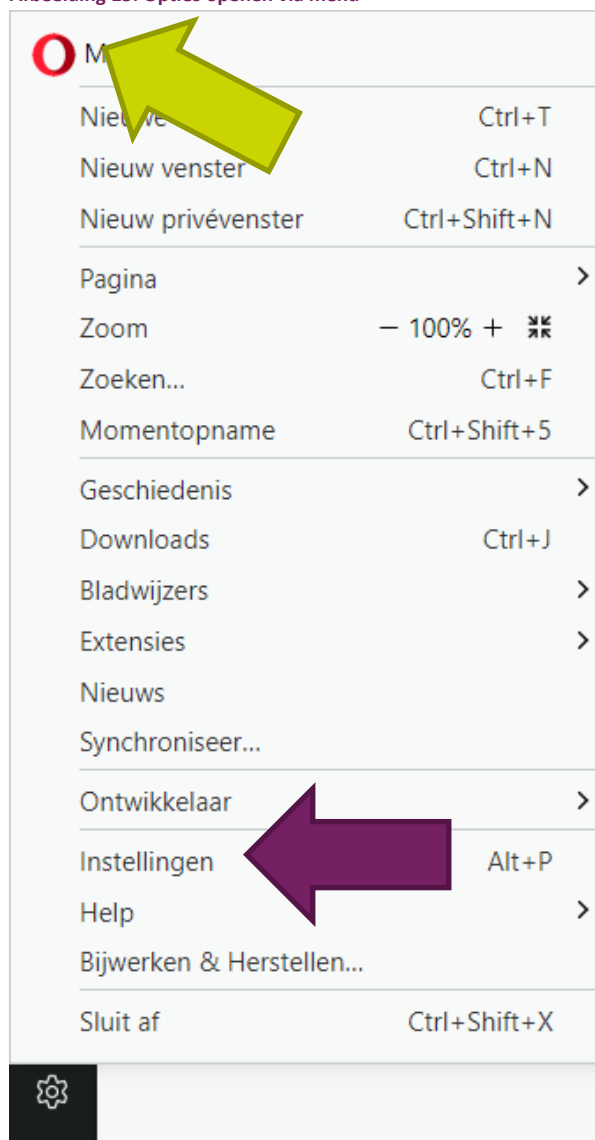 Nieuw venster Ctrl+N
Nieuw privévenster Ctrl+Shift+N
Pagina
Zoom − 100% +
Zoeken... Ctrl+F
Momentopname Ctrl+Shift+5
Geschiedenis
Downloads Ctrl+J
Bladwijzers
Extensies
Nieuws
Synchroniseer...
Ontwikkelaar
Instellingen Alt+P
Help
Bijwerken & Herstellen...
Sluit af Ctrl+Shift+X